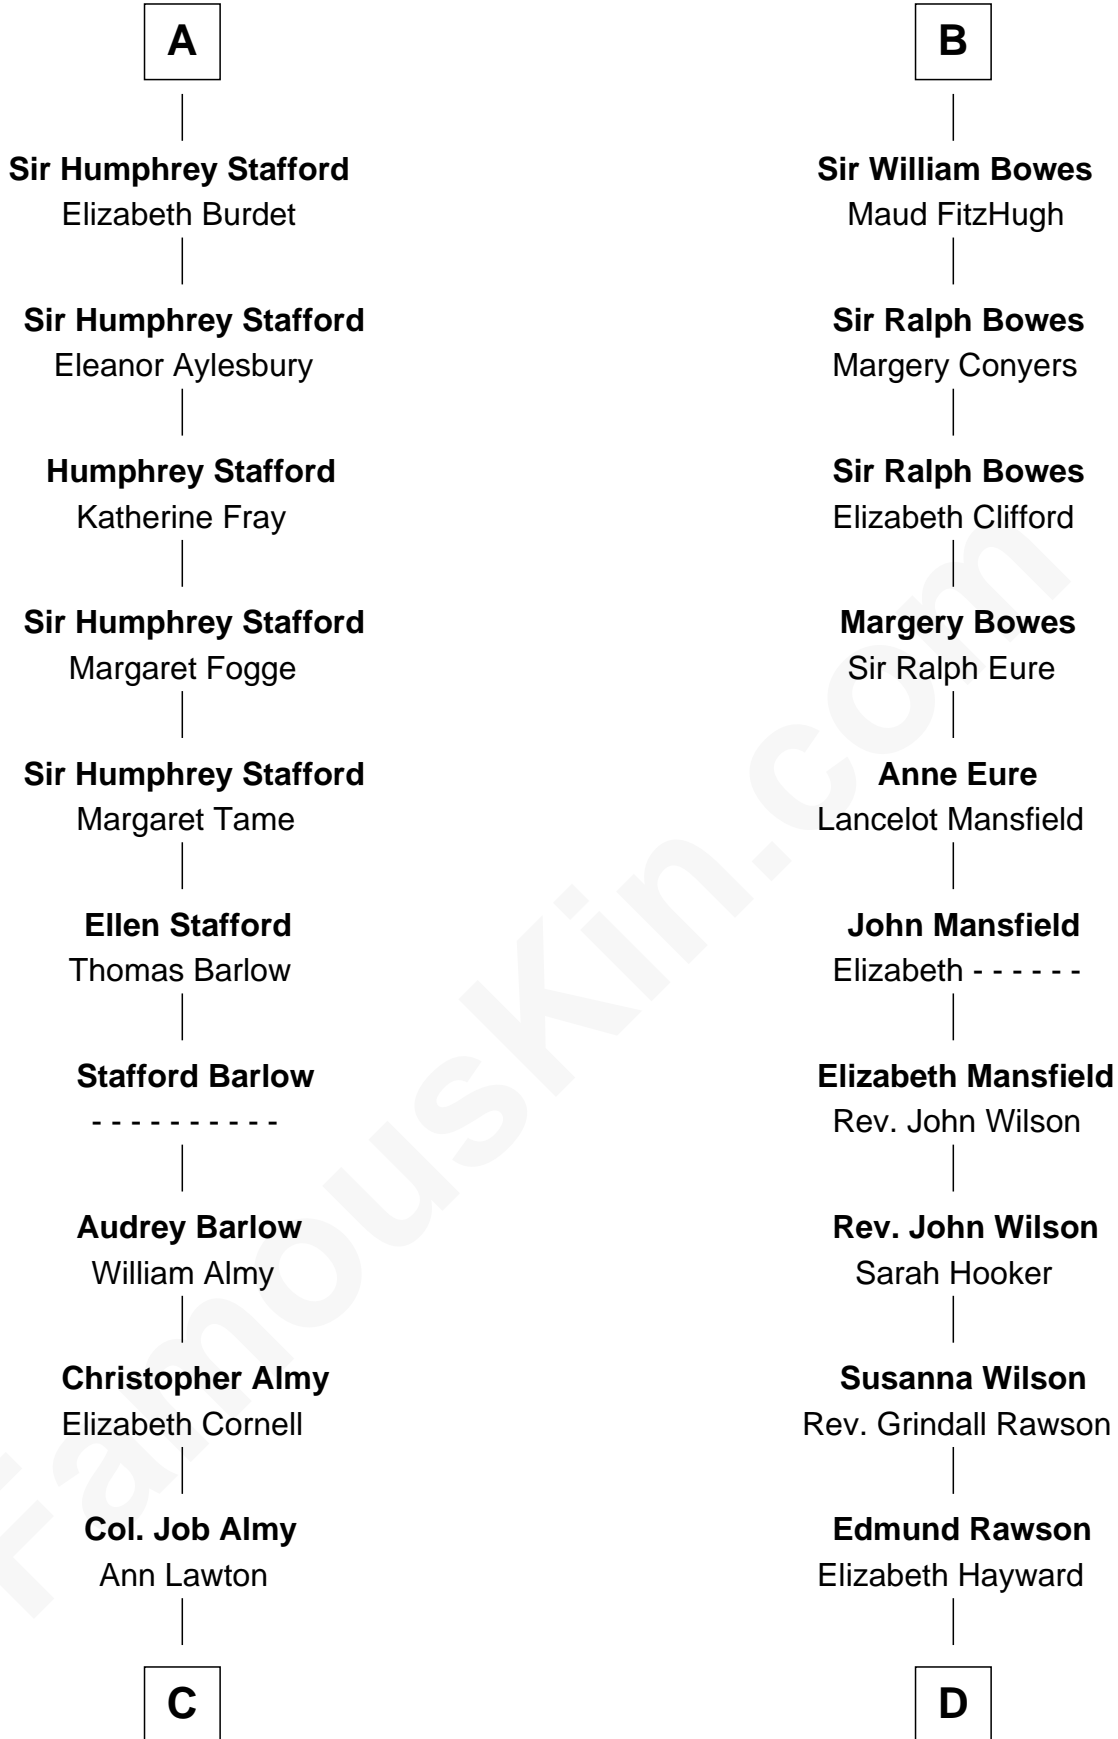 A
Sir Humphrey Stafford
Elizabeth Burdet
Sir Humphrey Stafford
Eleanor Aylesbury
Humphrey Stafford
Katherine Fray
Sir Humphrey Stafford
Margaret Fogge
Sir Humphrey Stafford
Margaret Tame
Ellen Stafford
Thomas Barlow
Stafford Barlow
- - - - - - - - - -
Audrey Barlow
William Almy
Christopher Almy
Elizabeth Cornell
Col. Job Almy
Ann Lawton
C
B
Sir William Bowes
Maud FitzHugh
Sir Ralph Bowes
Margery Conyers
Sir Ralph Bowes
Elizabeth Clifford
Margery Bowes
Sir Ralph Eure
Anne Eure
Lancelot Mansfield
John Mansfield
Elizabeth - - - - - -
Elizabeth Mansfield
Rev. John Wilson
Rev. John Wilson
Sarah Hooker
Susanna Wilson
Rev. Grindall Rawson
Edmund Rawson
Elizabeth Hayward
D
FamousKin.com